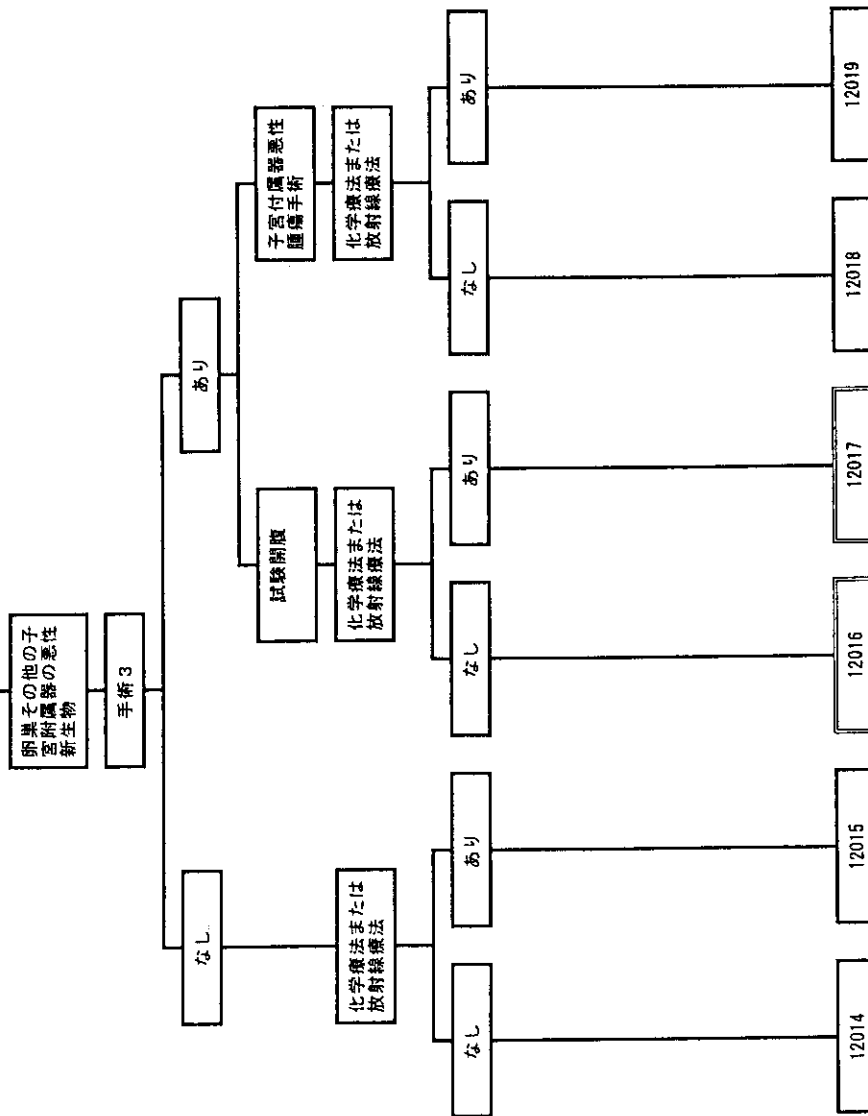 卵巣その他の子
宮附属器の悪性
新生物
手術3
なし
あり
試験開腹
子宮付属器悪性
腫瘍手術
化学療法または
放射線療法
化学療法または
放射線療法
化学療法または
放射線療法
なし
あり
なし
あり
なし
あり
12014
12015
12016
12017
12018
12019